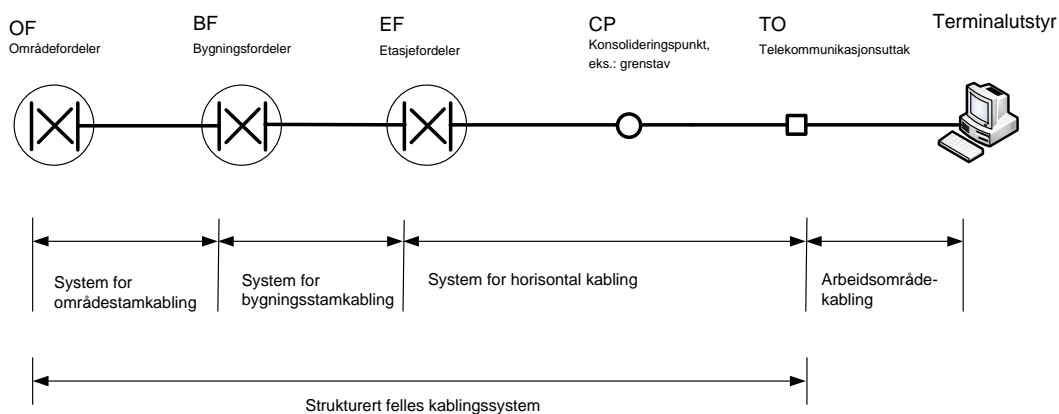 OF
Områdefordeler
BF
Bygningsfordeler
EF
Etasjefordeler
CP
Konsolideringspunkt,
eks.: grenstav
TO
Telekommunikasjonsuttak
Terminalutstyr
System for
områdestamkabling
System for
bygningsstamkabling
System for horisontal kabling
Arbeidsområde-
kabling
Strukturert felles kablingssystem